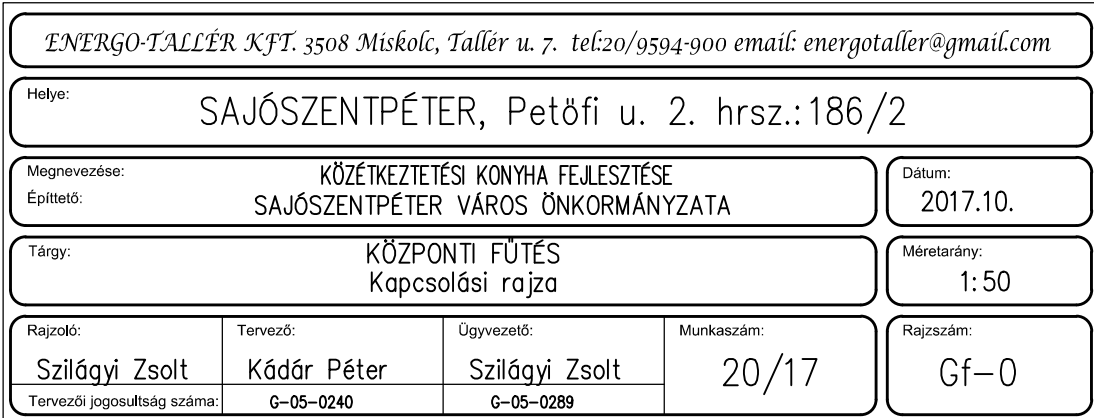 ENERGO-TALLÉR KFT. 3508 Miskolc, Tallér u. 7. tel:20/9594-900 email: energotaller@gmail.com
Helye:
SAJÓSZENTPÉTER, Petöfi u. 2. hrsz.:186/2
Megnevezése: KÖZÉTKEZTETÉSI KONYHA FEJLESZTÉSE
Építtető: SAJÓSZENTPÉTER VÁROS ÖNKORMÁNYZATA
Dátum:
2017.10.
Tárgy: KÖZPONTI FÜTÉS
Kapcsolási rajza
Méretarány:
1:50
Rajzoló: Tervező: Ügyvezető: Munkaszám: Rajzszám:
Szilágyi Zsolt Kádár Péter Szilágyi Zsolt 20/17 Gf-0
Tervezői jogosultság száma: G-05-0240 G-05-0289